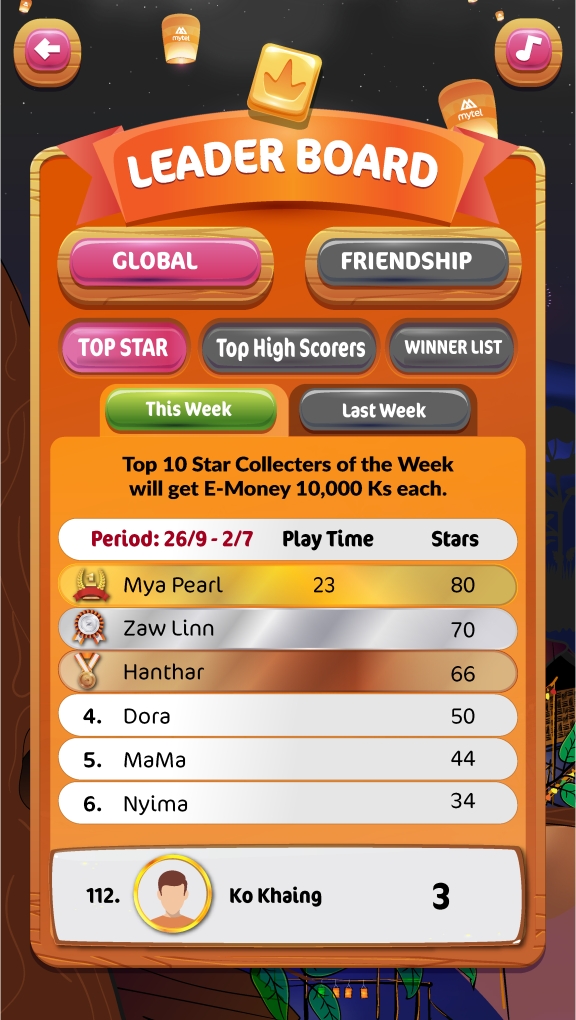 mytel
mytel
LEADER BOARD
GLOBAL
FRIENDSHIP
TOP STAR
Top High Scorers
WINNER LIST
This Week
Last Week
Top 10 Star Collecters of the Week
will get E-Money 10,000 Ks each.
Period: 26/9 - 2/7 Play Time Stars
1 Mya Pearl 23 80
Zaw Linn 70
Hanthar 66
4. Dora 50
5. MaMa 44
6. Nyima 34
112. Ko Khaing 3